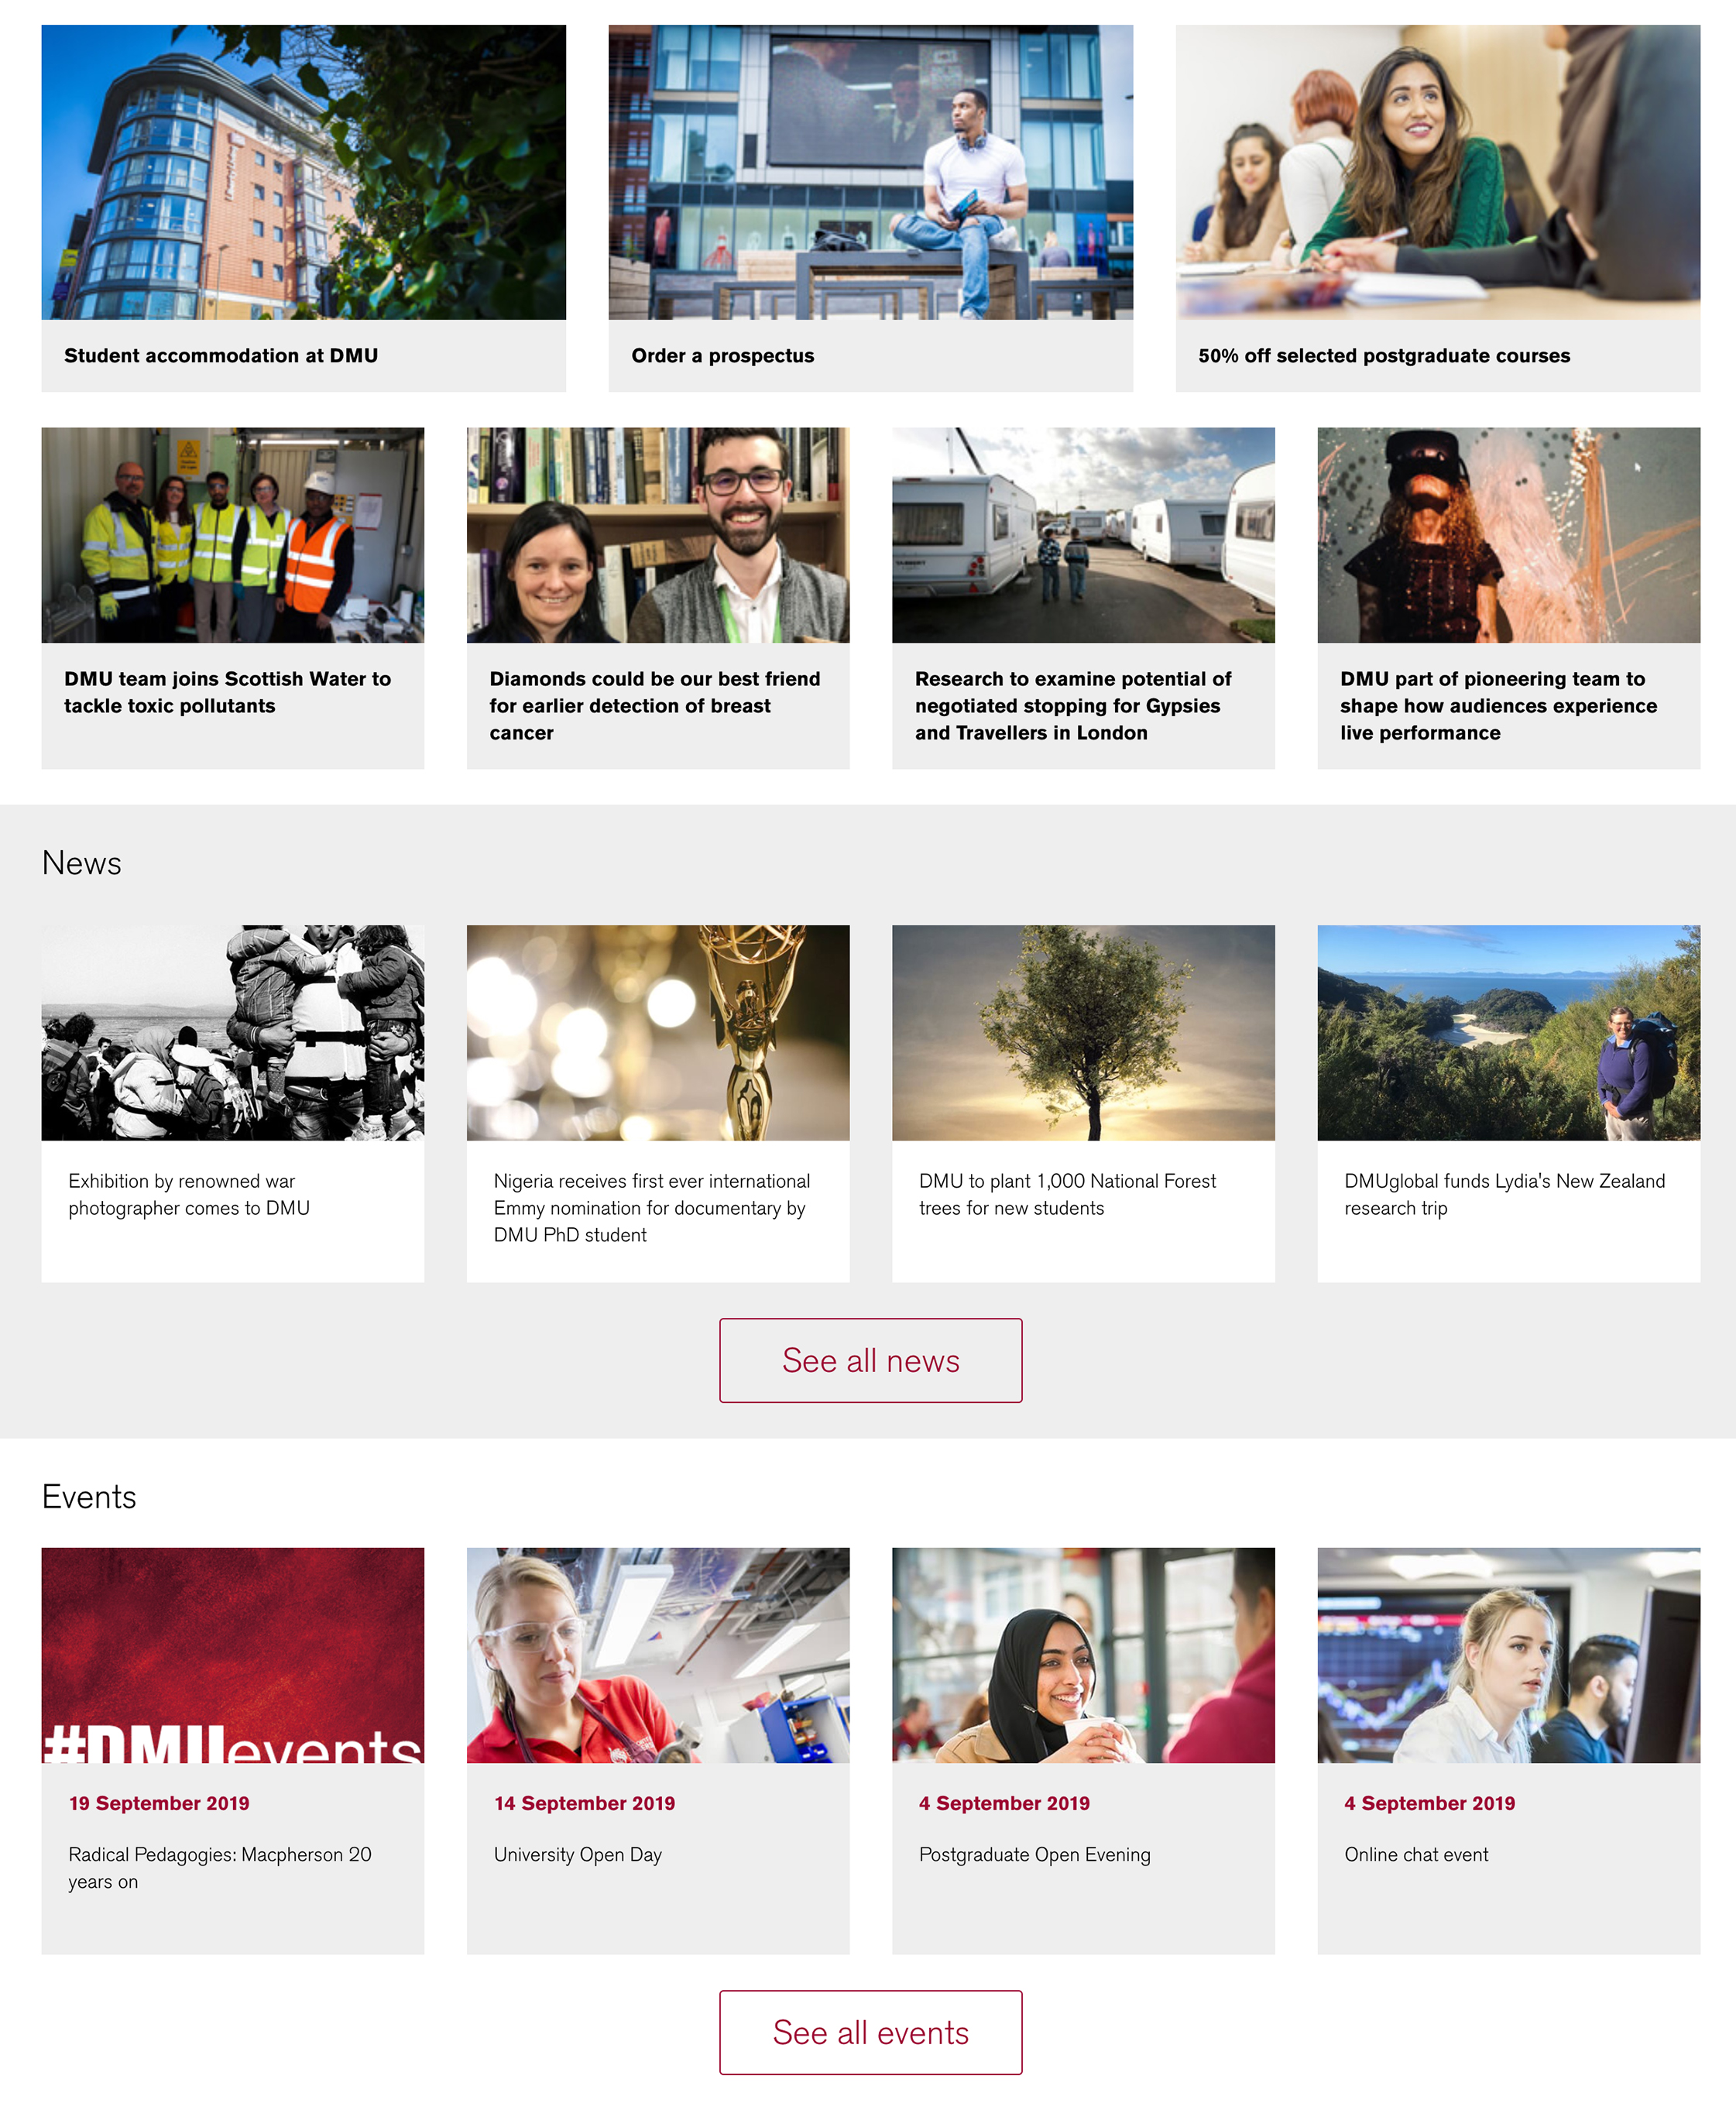 Student accommodation at DMU
Order a prospectus
50% off selected postgraduate courses
DMU team joins Scottish Water to
tackle toxic pollutants
Diamonds could be our best friend
for earlier detection of breast
cancer
Research to examine potential of
negotiated stopping for Gypsies
and Travellers in London
DMU part of pioneering team to
shape how audiences experience
live performance
News
Exhibition by renowned war
photographer comes to DMU
Nigeria receives first ever international
Emmy nomination for documentary by
DMU PhD student
DMU to plant 1,000 National Forest
trees for new students
DMUglobal funds Lydia's New Zealand
research trip
See all news
Events
#DMUevents
19 September 2019
Radical Pedagogies: Macpherson 20
years on
14 September 2019
University Open Day
4 September 2019
Postgraduate Open Evening
4 September 2019
Online chat event
See all events